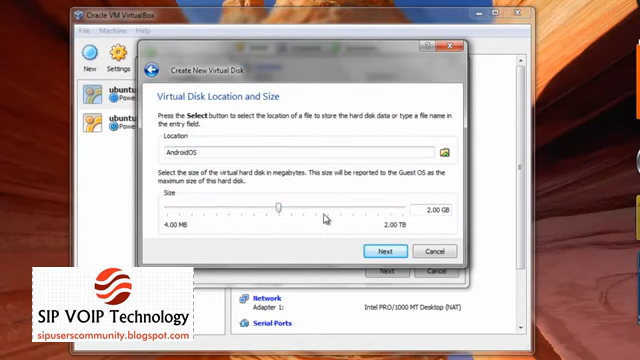 Oracle VM VirtualBox
File Machine Help
New Settings
ubuntu
Power
ubuntu
Power
Create New Virtual Disk
Virtual Disk Location and Size
Press the Select button to select the location of a file to store the hard disk data or type a file name in
the entry field.
Location
AndroidOS
Select the size of the virtual hard disk in megabytes. This size will be reported to the Guest OS as the
maximum size of this hard disk.
Size
2.00 GB
4.00 MB 2.00 TB
Next Cancel
Next Cancel
Network
Adapter 1: Intel PRO/1000 MT Desktop (NAT)
Serial Ports
SIP VOIP Technology
sipuserscommunity.blogspot.com